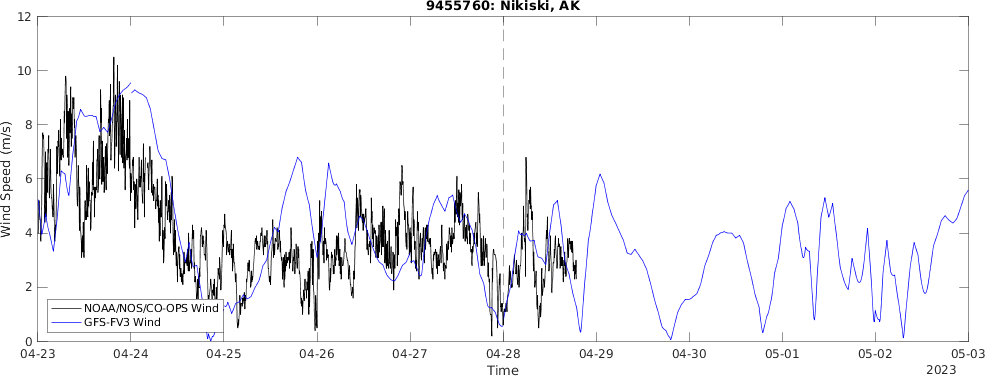 9455760: Nikiski, AK
12
10
8
6
4
2
0
Wind Speed (m/s)
NOAA/NOS/CO-OPS Wind
GFS-FV3 Wind
04-23 04-24 04-25 04-26 04-27 04-28 04-29 04-30 05-01 05-02 05-03
Time
2023